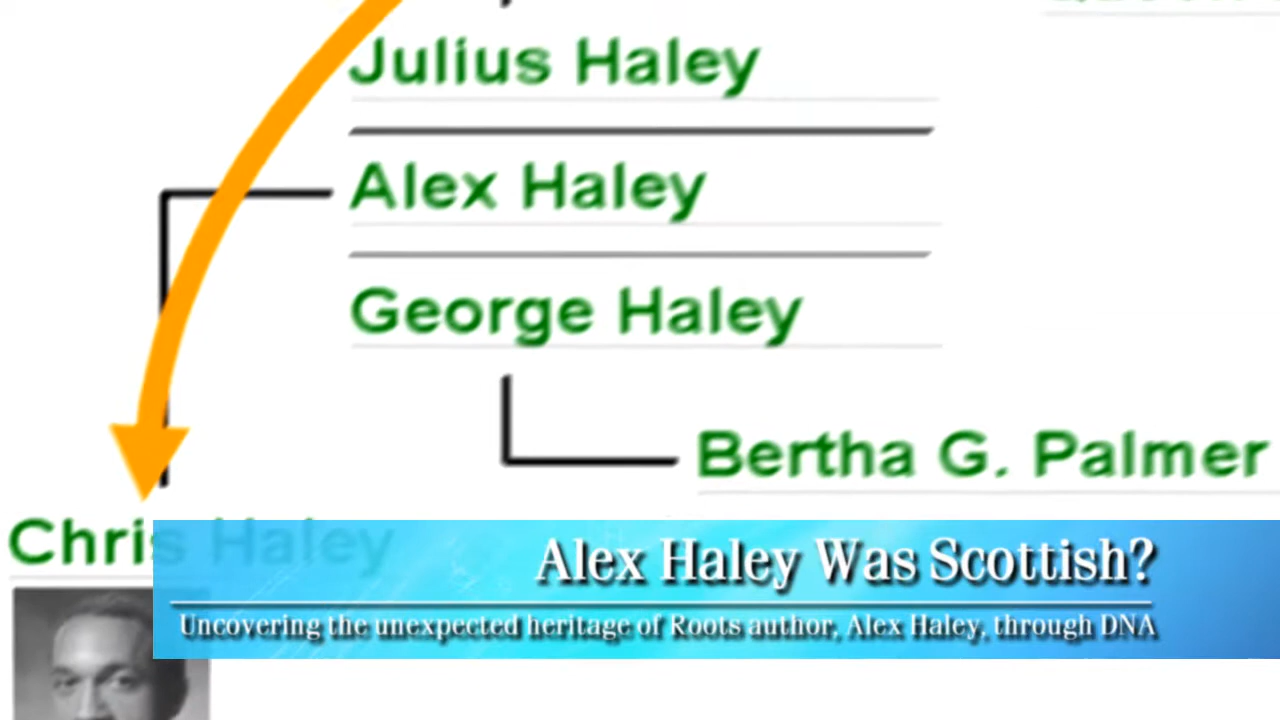 Julius Haley
Alex Haley
George Haley
Bertha G. Palmer
Chris Haley
Alex Haley Was Scottish?
Uncovering the unexpected heritage of Roots author, Alex Haley, through DNA